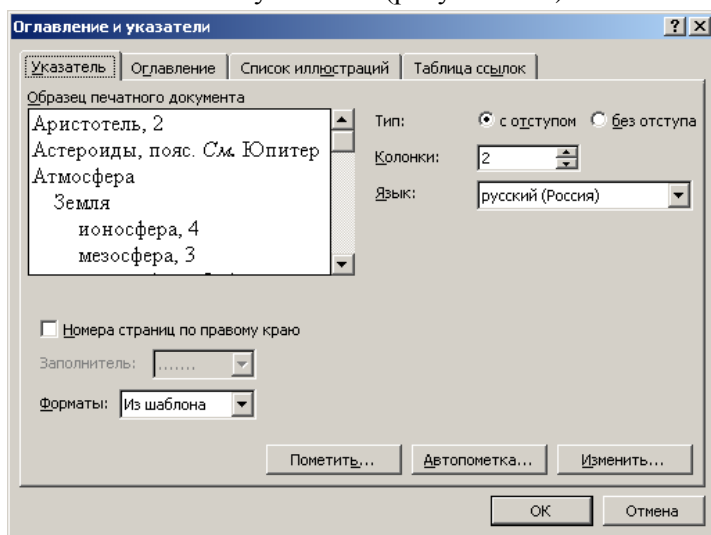 Оглавление и указатели
Указатель Оглавление Список иллюстраций Таблица ссылок
Образец печатного документа
Аристотель, 2
Астероиды, пояс. См. Юпитер
Атмосфера
Земля
ионосфера, 4
мезосфера, 3
Тип: с отступом без отступа
Колонки: 2
Язык: русский (Россия)
Номера страниц по правому краю
Заполнитель: .......
Форматы: Из шаблона
Пометить... Автопометка... Изменить...
ОК Отмена